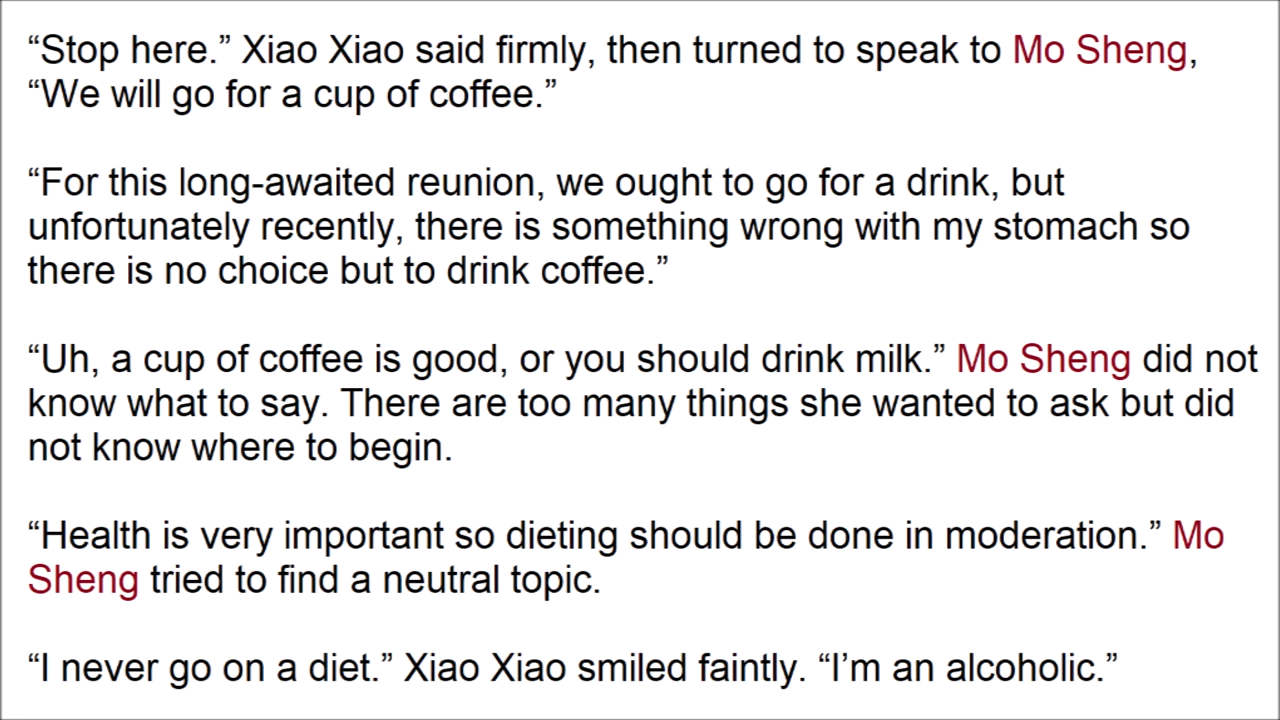 “Stop here.” Xiao Xiao said firmly, then turned to speak to Mo Sheng,
“We will go for a cup of coffee.”
“For this long-awaited reunion, we ought to go for a drink, but
unfortunately recently, there is something wrong with my stomach so
there is no choice but to drink coffee.”
“Uh, a cup of coffee is good, or you should drink milk.” Mo Sheng did not
know what to say. There are too many things she wanted to ask but did
not know where to begin.
“Health is very important so dieting should be done in moderation.” Mo
Sheng tried to find a neutral topic.
“I never go on a diet.” Xiao Xiao smiled faintly. “I’m an alcoholic.”